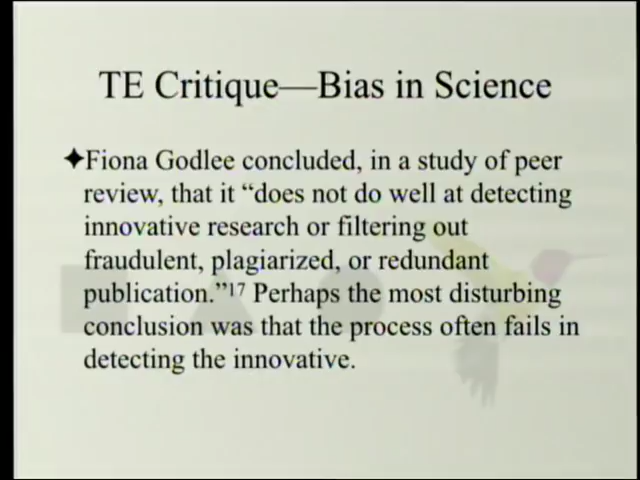 TE Critique—Bias in Science
✦Fiona Godlee concluded, in a study of peer
review, that it “does not do well at detecting
innovative research or filtering out
fraudulent, plagiarized, or redundant
publication.”17 Perhaps the most disturbing
conclusion was that the process often fails in
detecting the innovative.